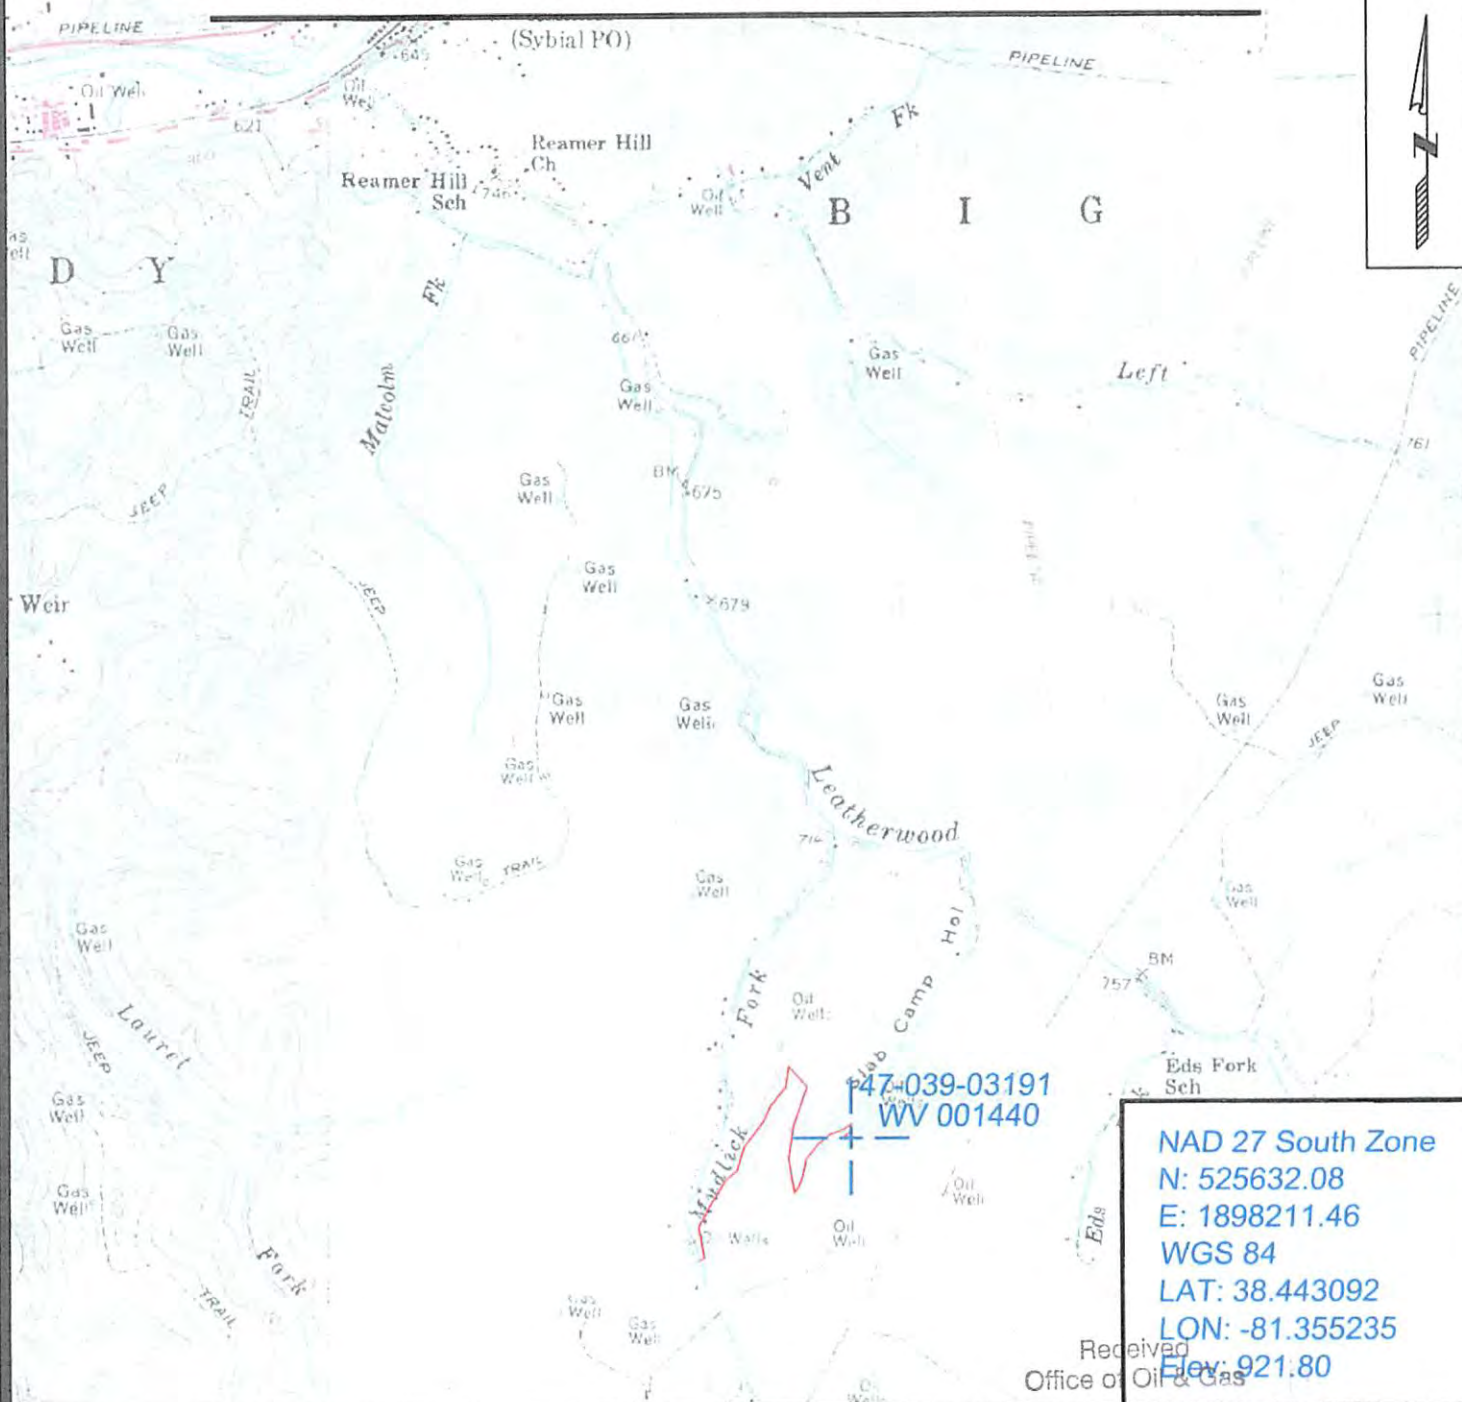 PIPELINE
(Sybial PO)
645
PIPELINE
Oil Well
Oil
621
Reamer Hill
Ch
Vent Fk
Reamer Hill
Sch
746
Oil
Well
B I G
N
D Y
Fk
PIPELINE
Gas
Well
Gas
Well
Gas
Well
Left
TRAIL
Malcolm
Gas
Well
761
BM
675
Gas
Well
JEEP
Gas
Well
JEEP
679
Weir
Gas
Well
Gas
Well
Gas
Well
Gas
Well
JEEP
Gas
Well
Leatherwood
714
Gas
Well
TRAIL
Gas
Well
Gas
Well
Gas
Well
Slab Camp Hol
BM
757
Mudlick Fork
Oil
Wells
Laurel
JEEP
Eds Fork
Sch
Gas
Well
47-039-03191
WV 001440
Oil
Well
Gas
Well
Oil
Well
Wells
Eds
Fork
TRAIL
Gas
Well
Gas
Well
NAD 27 South Zone
N: 525632.08
E: 1898211.46
WGS 84
LAT: 38.443092
LON: -81.355235
Elev: 921.80
Received
Office of Oil & Gas